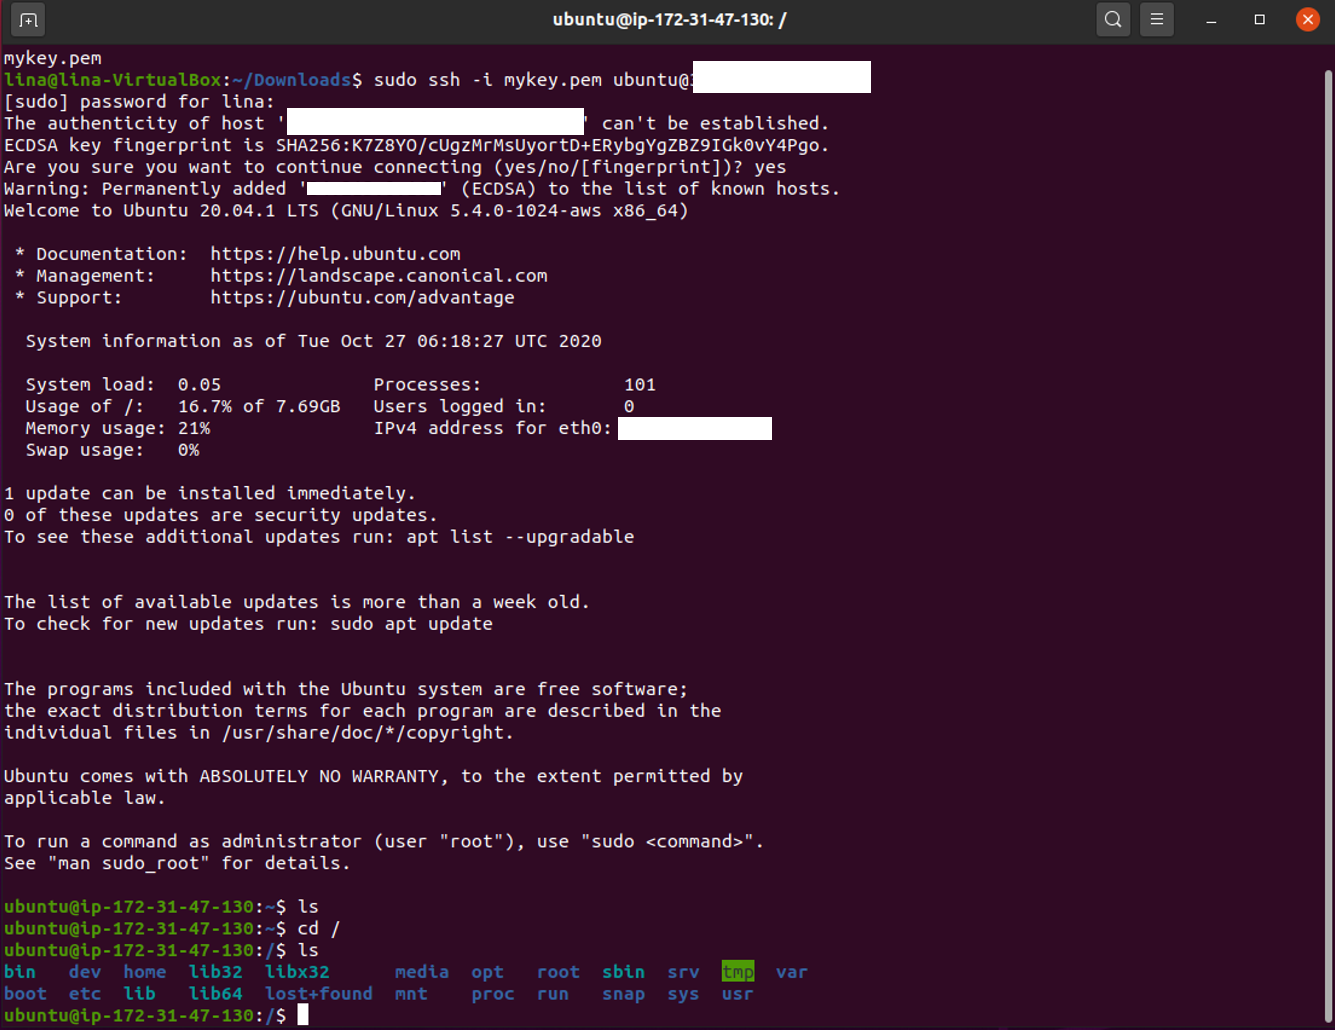 ubuntu@ip-172-31-47-130: /
mykey.pem
lina@lina-VirtualBox:~/Downloads$ sudo ssh -i mykey.pem ubuntu@
[sudo] password for lina:
The authenticity of host '' can't be established.
ECDSA key fingerprint is SHA256:K7Z8YO/cUgzMrMsUyortD+ERybgYgZBZ9IGk0vY4Pgo.
Are you sure you want to continue connecting (yes/no/[fingerprint])? yes
Warning: Permanently added '' (ECDSA) to the list of known hosts.
Welcome to Ubuntu 20.04.1 LTS (GNU/Linux 5.4.0-1024-aws x86_64)
* Documentation:  https://help.ubuntu.com
* Management:     https://landscape.canonical.com
* Support:        https://ubuntu.com/advantage
System information as of Tue Oct 27 06:18:27 UTC 2020
System load:  0.05              Processes:             101
Usage of /:   16.7% of 7.69GB   Users logged in:       0
Memory usage: 21%               IPv4 address for eth0:
Swap usage:   0%
1 update can be installed immediately.
0 of these updates are security updates.
To see these additional updates run: apt list --upgradable
The list of available updates is more than a week old.
To check for new updates run: sudo apt update
The programs included with the Ubuntu system are free software;
the exact distribution terms for each program are described in the
individual files in /usr/share/doc/*/copyright.
Ubuntu comes with ABSOLUTELY NO WARRANTY, to the extent permitted by
applicable law.
To run a command as administrator (user "root"), use "sudo <command>".
See "man sudo_root" for details.
ubuntu@ip-172-31-47-130:~$ ls
ubuntu@ip-172-31-47-130:~$ cd /
ubuntu@ip-172-31-47-130:/$ ls
bin   dev  home  lib32  libx32      media  opt   root  sbin  srv  tmp  var
boot  etc  lib   lib64  lost+found  mnt    proc  run   snap  sys  usr
ubuntu@ip-172-31-47-130:/$